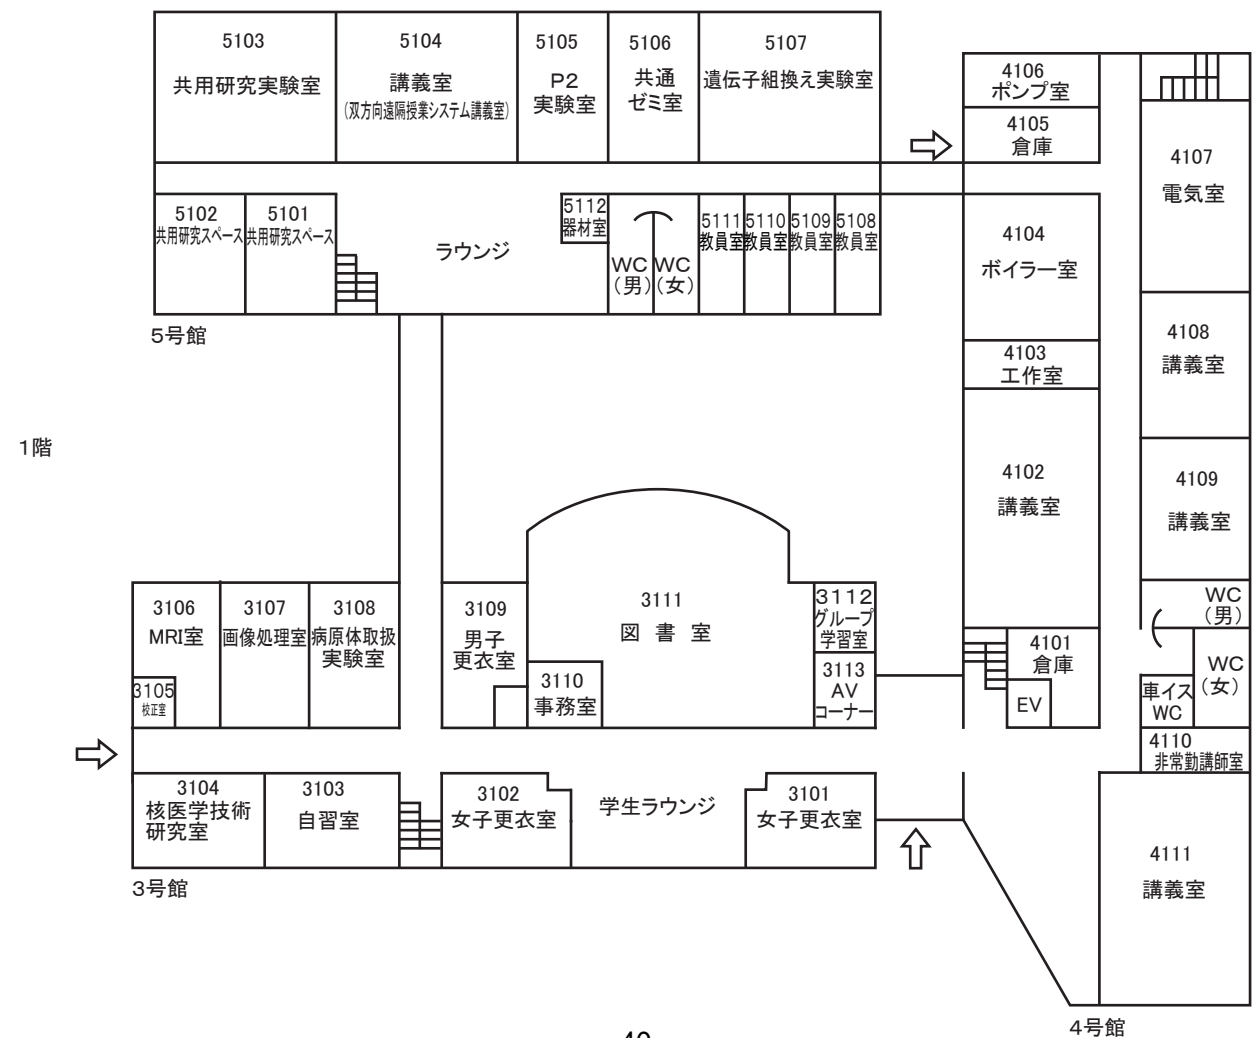 5103
共用研究実験室
5104
講義室
(双方向遠隔授業システム講義室)
5105
P2
実験室
5106
共通
ゼミ室
5107
遺伝子組換え実験室
4106
ポンプ室
4105
倉庫
4107
電気室
5102
共用研究スペース
5101
共用研究スペース
ラウンジ
5112
器材室
WC
(男)
WC
(女)
5111
教員室
5110
教員室
5109
教員室
5108
教員室
4104
ボイラー室
5号館
4103
工作室
4108
講義室
1階
4102
講義室
4109
講義室
3106
MRI室
3105
校正室
3107
画像処理室
3108
病原体取扱
実験室
3109
男子
更衣室
3110
事務室
3111
図 書 室
3112
グループ
学習室
3113
AV
コーナー
4101
倉庫
EV
WC
(男)
WC
(女)
車イス
WC
4110
非常勤講師室
3104
核医学技術
研究室
3103
自習室
3102
女子更衣室
学生ラウンジ
3101
女子更衣室
4111
講義室
3号館
4号館